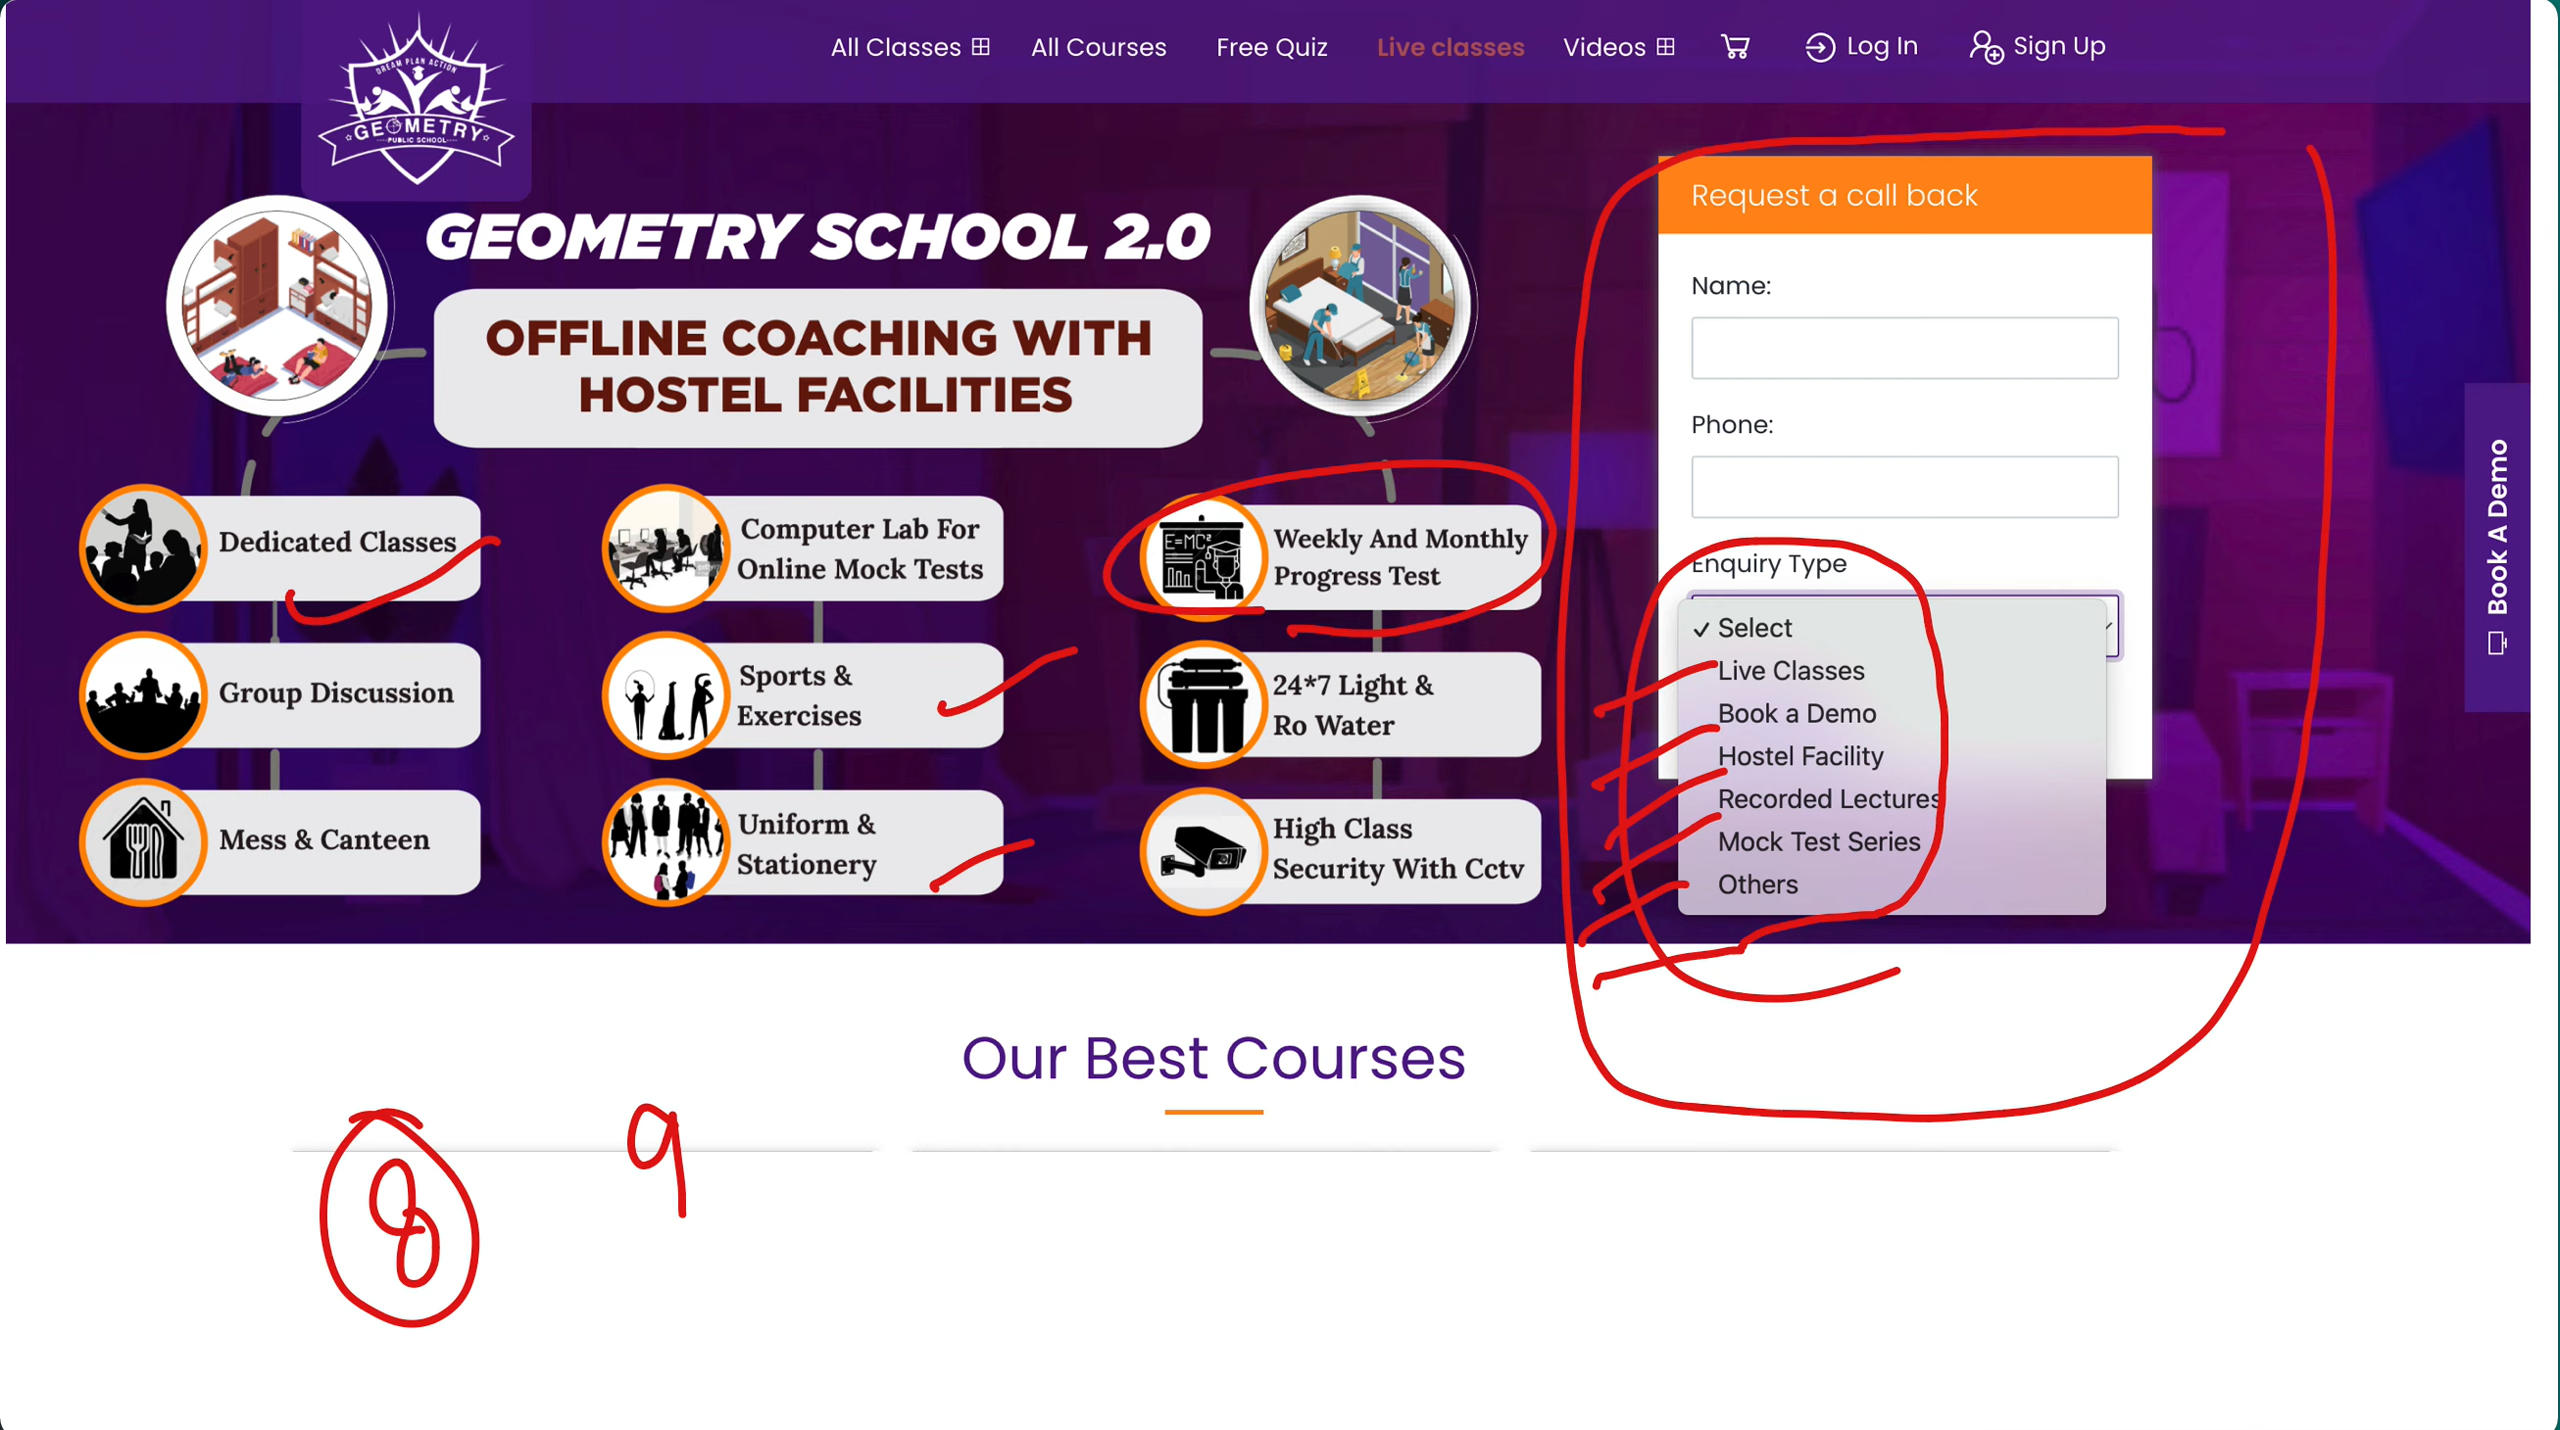 All Classes
All Courses
Free Quiz
Live classes
Videos
Log In
Sign Up
DREAM PLAN ACTION
GEOMETRY
PUBLIC SCHOOL
GEOMETRY SCHOOL 2.0
OFFLINE COACHING WITH
HOSTEL FACILITIES
Dedicated Classes
Computer Lab For
Online Mock Tests
E=MC²
Weekly And Monthly
Progress Test
Group Discussion
Sports &
Exercises
24*7 Light &
Ro Water
Mess & Canteen
Uniform &
Stationery
High Class
Security With Cctv
Request a call back
Name:
Phone:
Enquiry Type
✓ Select
Live Classes
Book a Demo
Hostel Facility
Recorded Lectures
Mock Test Series
Others
Book A Demo
Our Best Courses
8
9